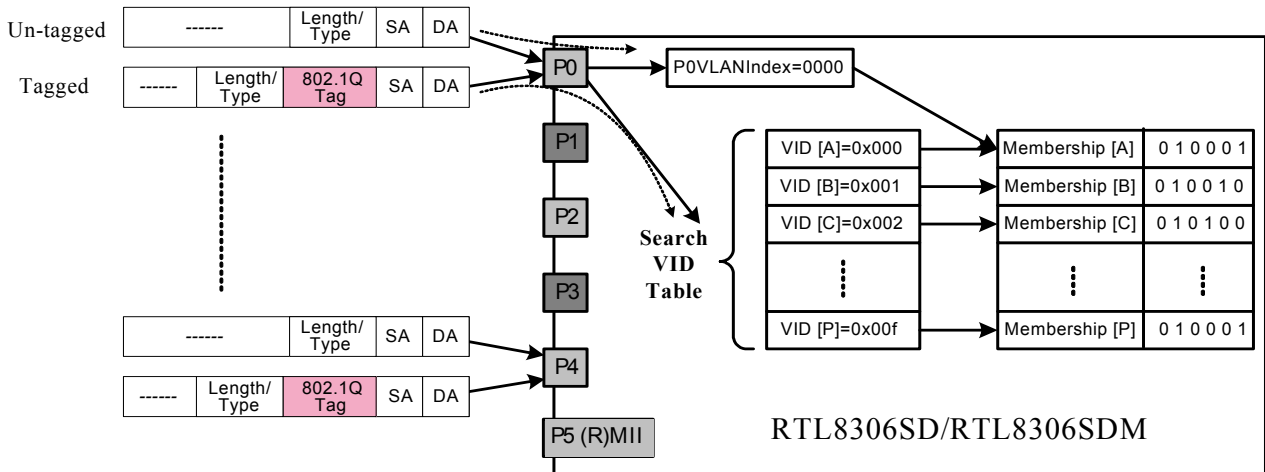 Un-tagged
------ Length/ Type SA DA
Tagged
------ Length/ Type 802.1Q Tag SA DA
P0
P0VLANIndex=0000
P1
P2
P3
P4
P5 (R)MII
Search
VID
Table
VID [A]=0x000 Membership [A] 0 1 0 0 0 1
VID [B]=0x001 Membership [B] 0 1 0 0 1 0
VID [C]=0x002 Membership [C] 0 1 0 1 0 0
VID [P]=0x00f Membership [P] 0 1 0 0 0 1
------ Length/ Type SA DA
------ Length/ Type 802.1Q Tag SA DA
RTL8306SD/RTL8306SDM